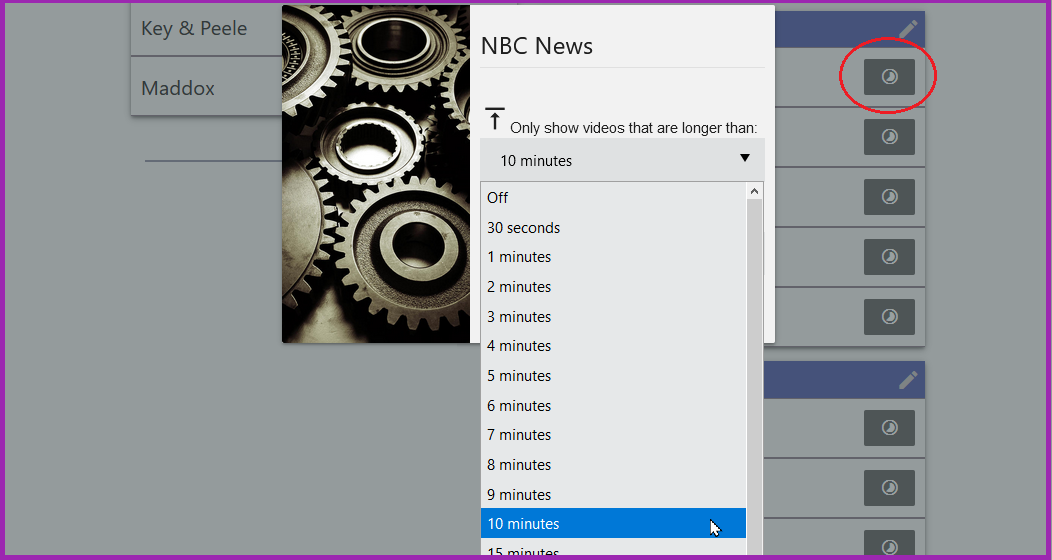 Key & Peele
Maddox
NBC News
Only show videos that are longer than:
10 minutes
Off
30 seconds
1 minutes
2 minutes
3 minutes
4 minutes
5 minutes
6 minutes
7 minutes
8 minutes
9 minutes
10 minutes
15 minutes